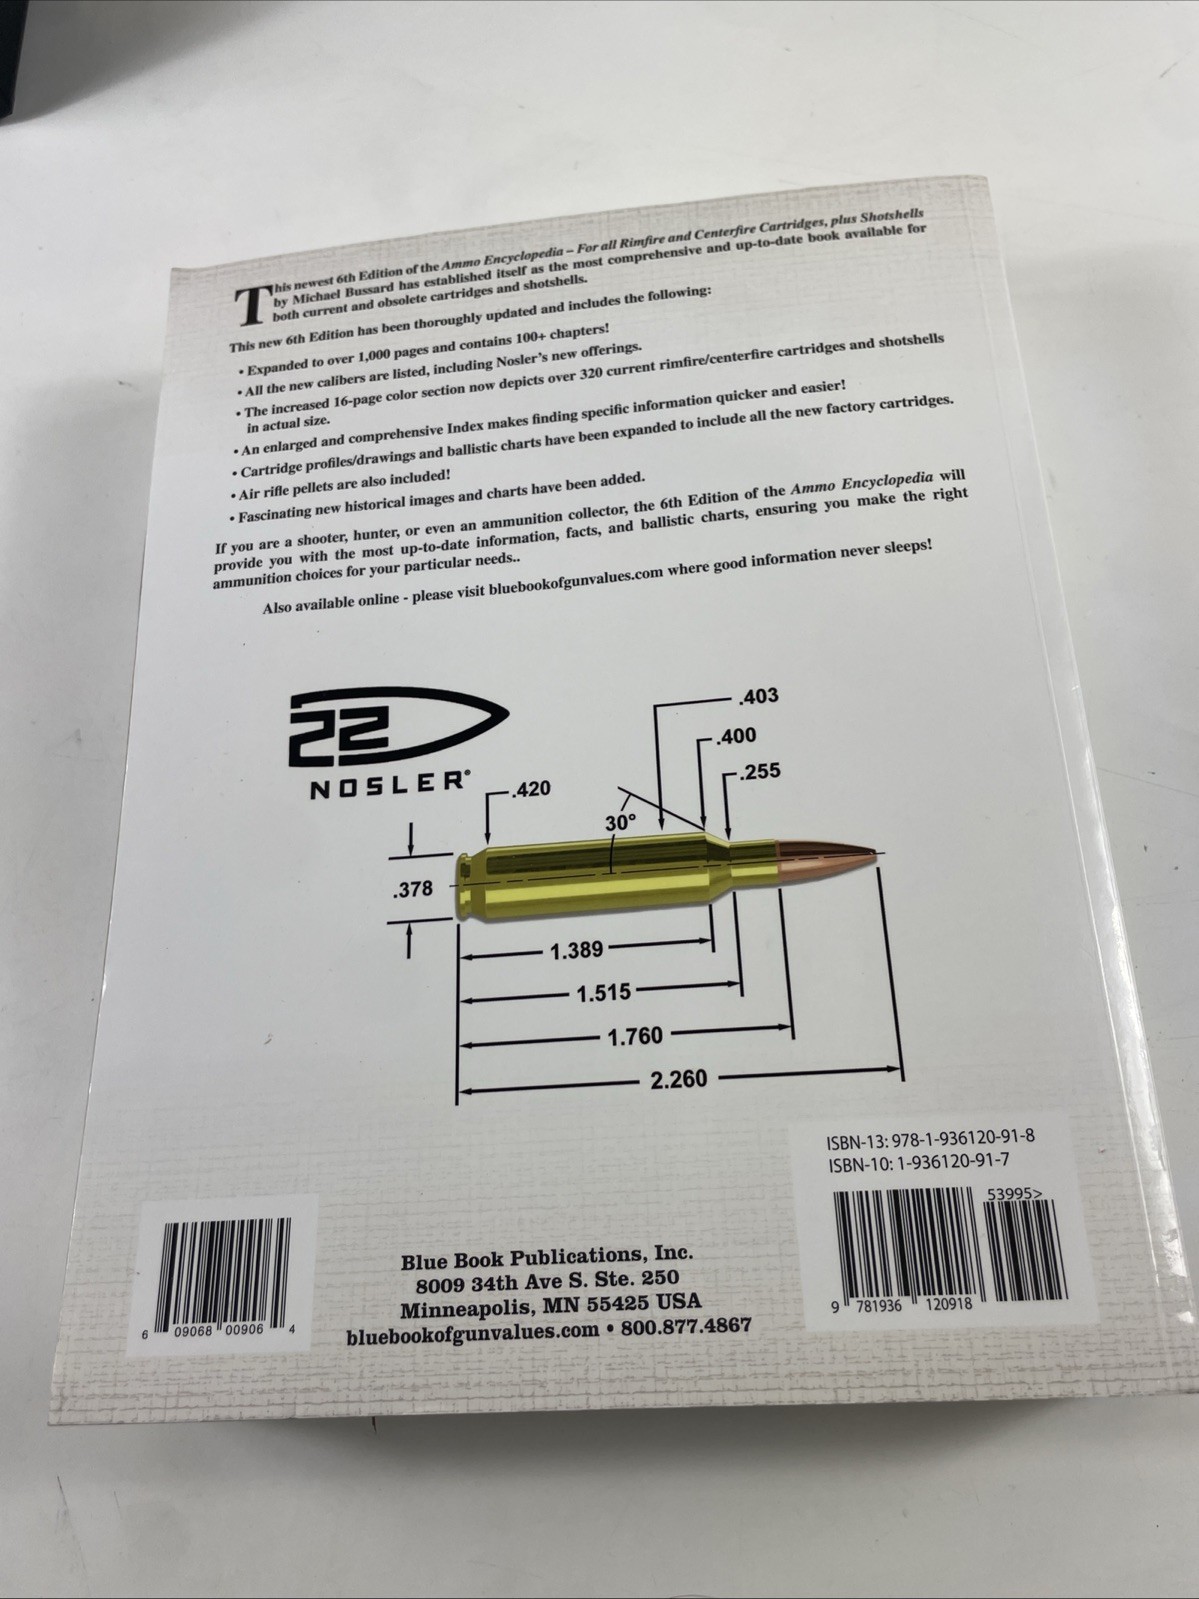 This newest 6th Edition of the Ammo Encyclopedia – For all Rimfire and Centerfire Cartridges, plus Shotshells
by Michael Bussard has established itself as the most comprehensive and up-to-date book available for
both current and obsolete cartridges and shotshells.
This new 6th Edition has been thoroughly updated and includes the following:
• Expanded to over 1,000 pages and contains 100+ chapters!
• All the new calibers are listed, including Nosler's new offerings.
• The increased 16-page color section now depicts over 320 current rimfire/centerfire cartridges and shotshells
in actual size.
• An enlarged and comprehensive Index makes finding specific information quicker and easier!
• Cartridge profiles/drawings and ballistic charts have been expanded to include all the new factory cartridges.
• Air rifle pellets are also included!
• Fascinating new historical images and charts have been added.
If you are a shooter, hunter, or even an ammunition collector, the 6th Edition of the Ammo Encyclopedia will
provide you with the most up-to-date information, facts, and ballistic charts, ensuring you make the right
ammunition choices for your particular needs..
Also available online - please visit bluebookofgunvalues.com where good information never sleeps!
22
NOSLER®
.403
.400
.255
.420
30°
.378
1.389
1.515
1.760
2.260
ISBN-13: 978-1-936120-91-8
ISBN-10: 1-936120-91-7
53995>
9 781936 120918
6 09068 00906 4
Blue Book Publications, Inc.
8009 34th Ave S. Ste. 250
Minneapolis, MN 55425 USA
bluebookofgunvalues.com • 800.877.4867